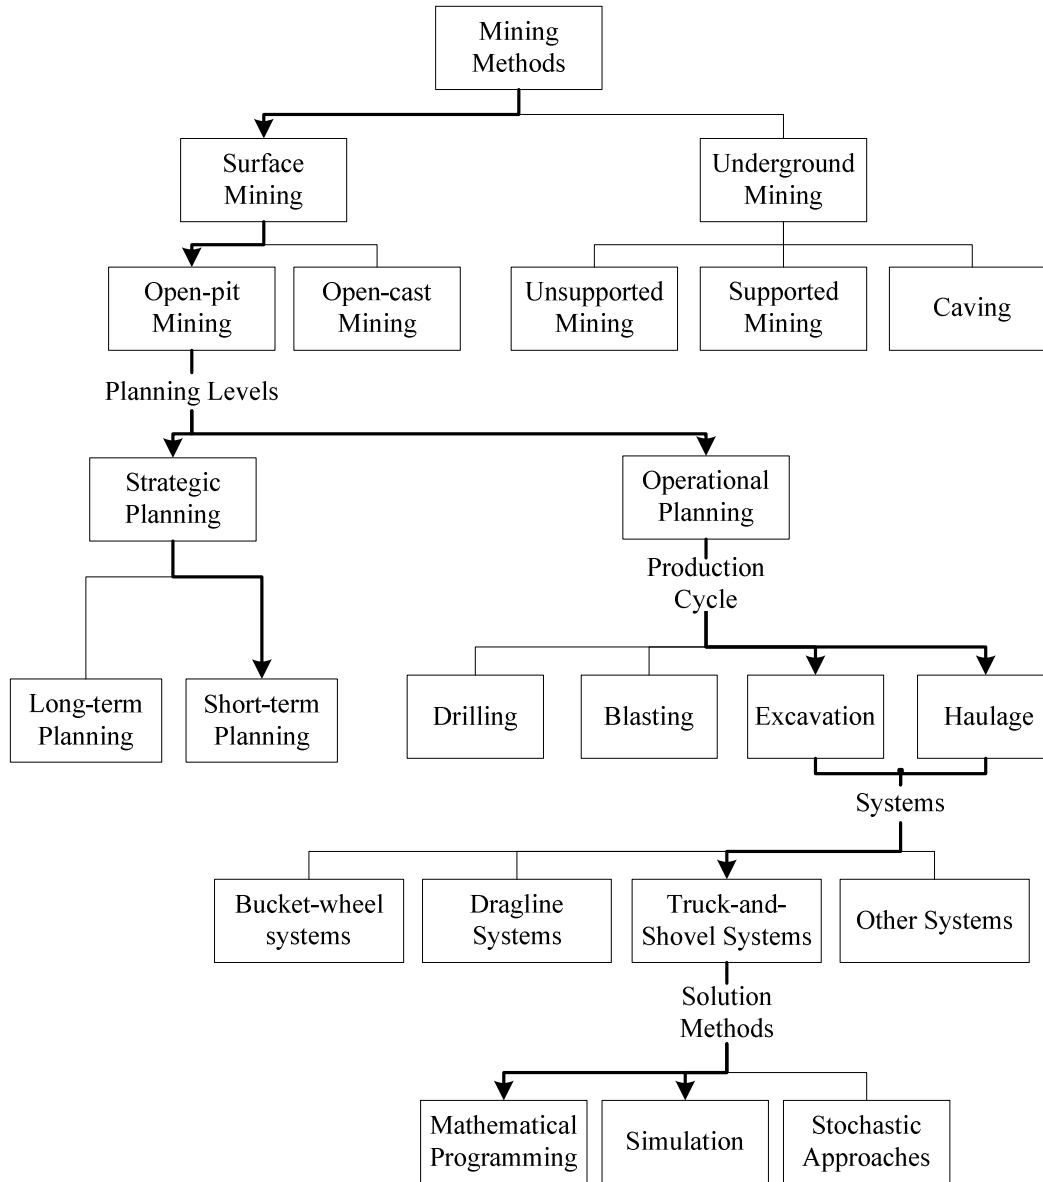 Mining
Methods
Surface
Mining
Underground
Mining
Open-pit
Mining
Open-cast
Mining
Unsupported
Mining
Supported
Mining
Caving
Planning Levels
Strategic
Planning
Operational
Planning
Production
Cycle
Long-term
Planning
Short-term
Planning
Drilling
Blasting
Excavation
Haulage
Systems
Bucket-wheel
systems
Dragline
Systems
Truck-and-
Shovel Systems
Other Systems
Solution
Methods
Mathematical
Programming
Simulation
Stochastic
Approaches